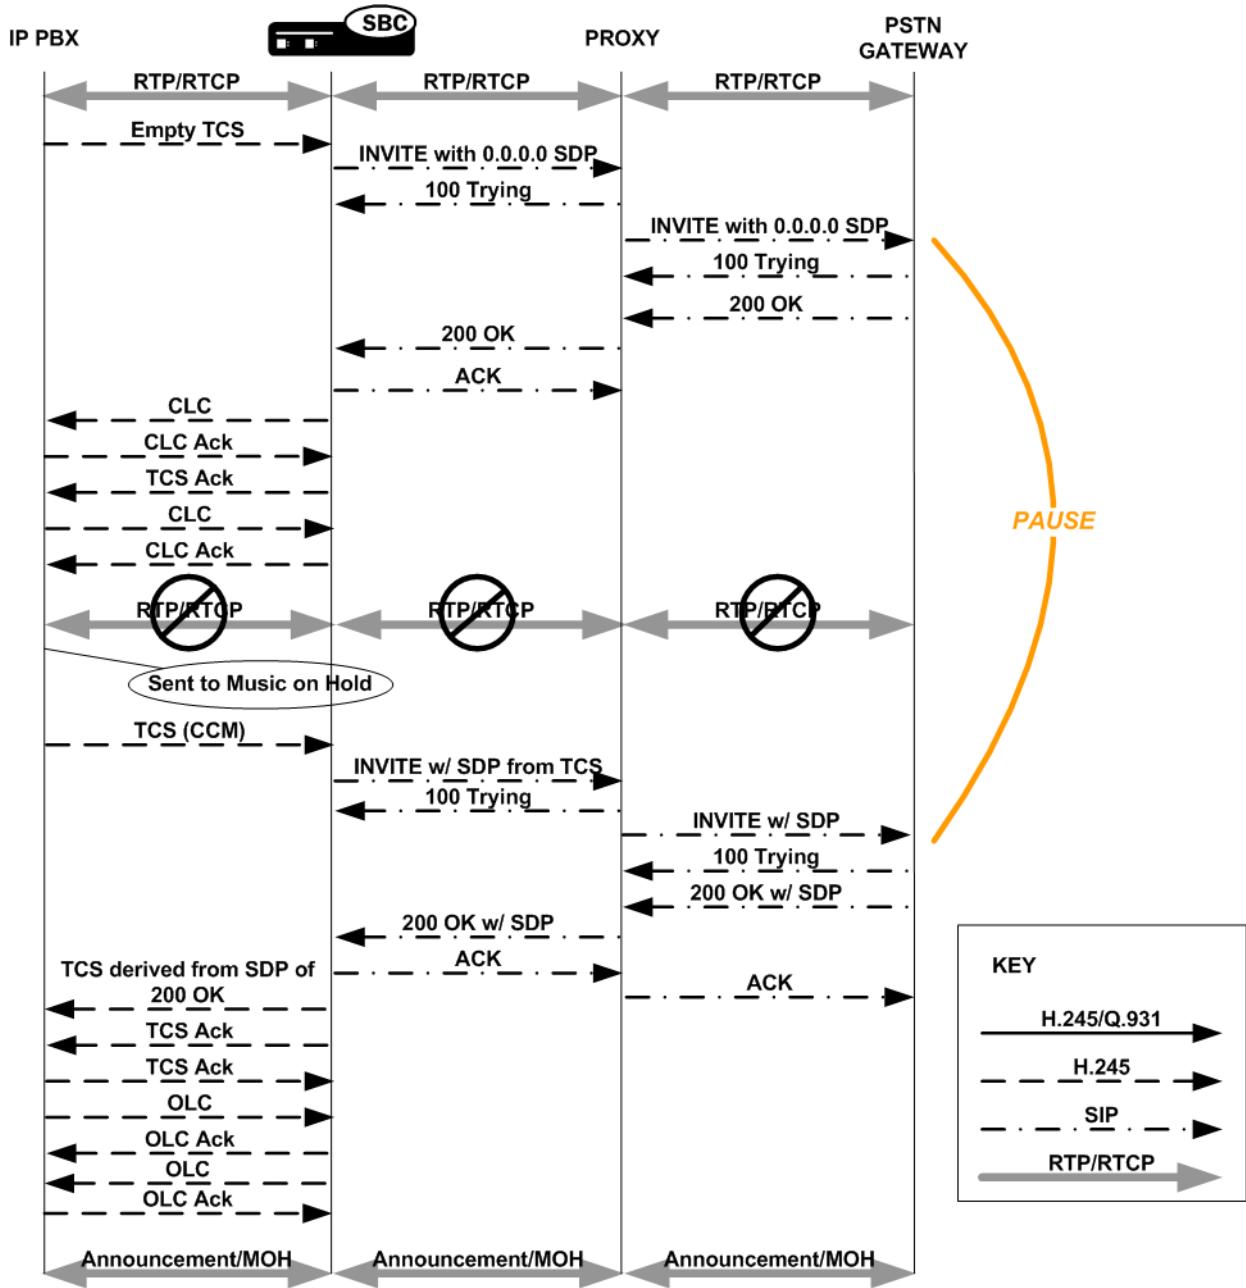 IP PBX
SBC
PROXY
PSTN
GATEWAY
RTP/RTCP
RTP/RTCP
RTP/RTCP
Empty TCS
INVITE with 0.0.0.0 SDP
100 Trying
INVITE with 0.0.0.0 SDP
100 Trying
200 OK
200 OK
ACK
CLC
CLC Ack
TCS Ack
CLC
CLC Ack
PAUSE
RTP/RTCP
RTP/RTCP
RTP/RTCP
Sent to Music on Hold
TCS (CCM)
INVITE w/ SDP from TCS
100 Trying
INVITE w/ SDP
100 Trying
200 OK w/ SDP
200 OK w/ SDP
ACK
ACK
TCS derived from SDP of
200 OK
TCS Ack
TCS Ack
OLC
OLC Ack
OLC
OLC Ack
Announcement/MOH
Announcement/MOH
Announcement/MOH
KEY
H.245/Q.931
H.245
SIP
RTP/RTCP